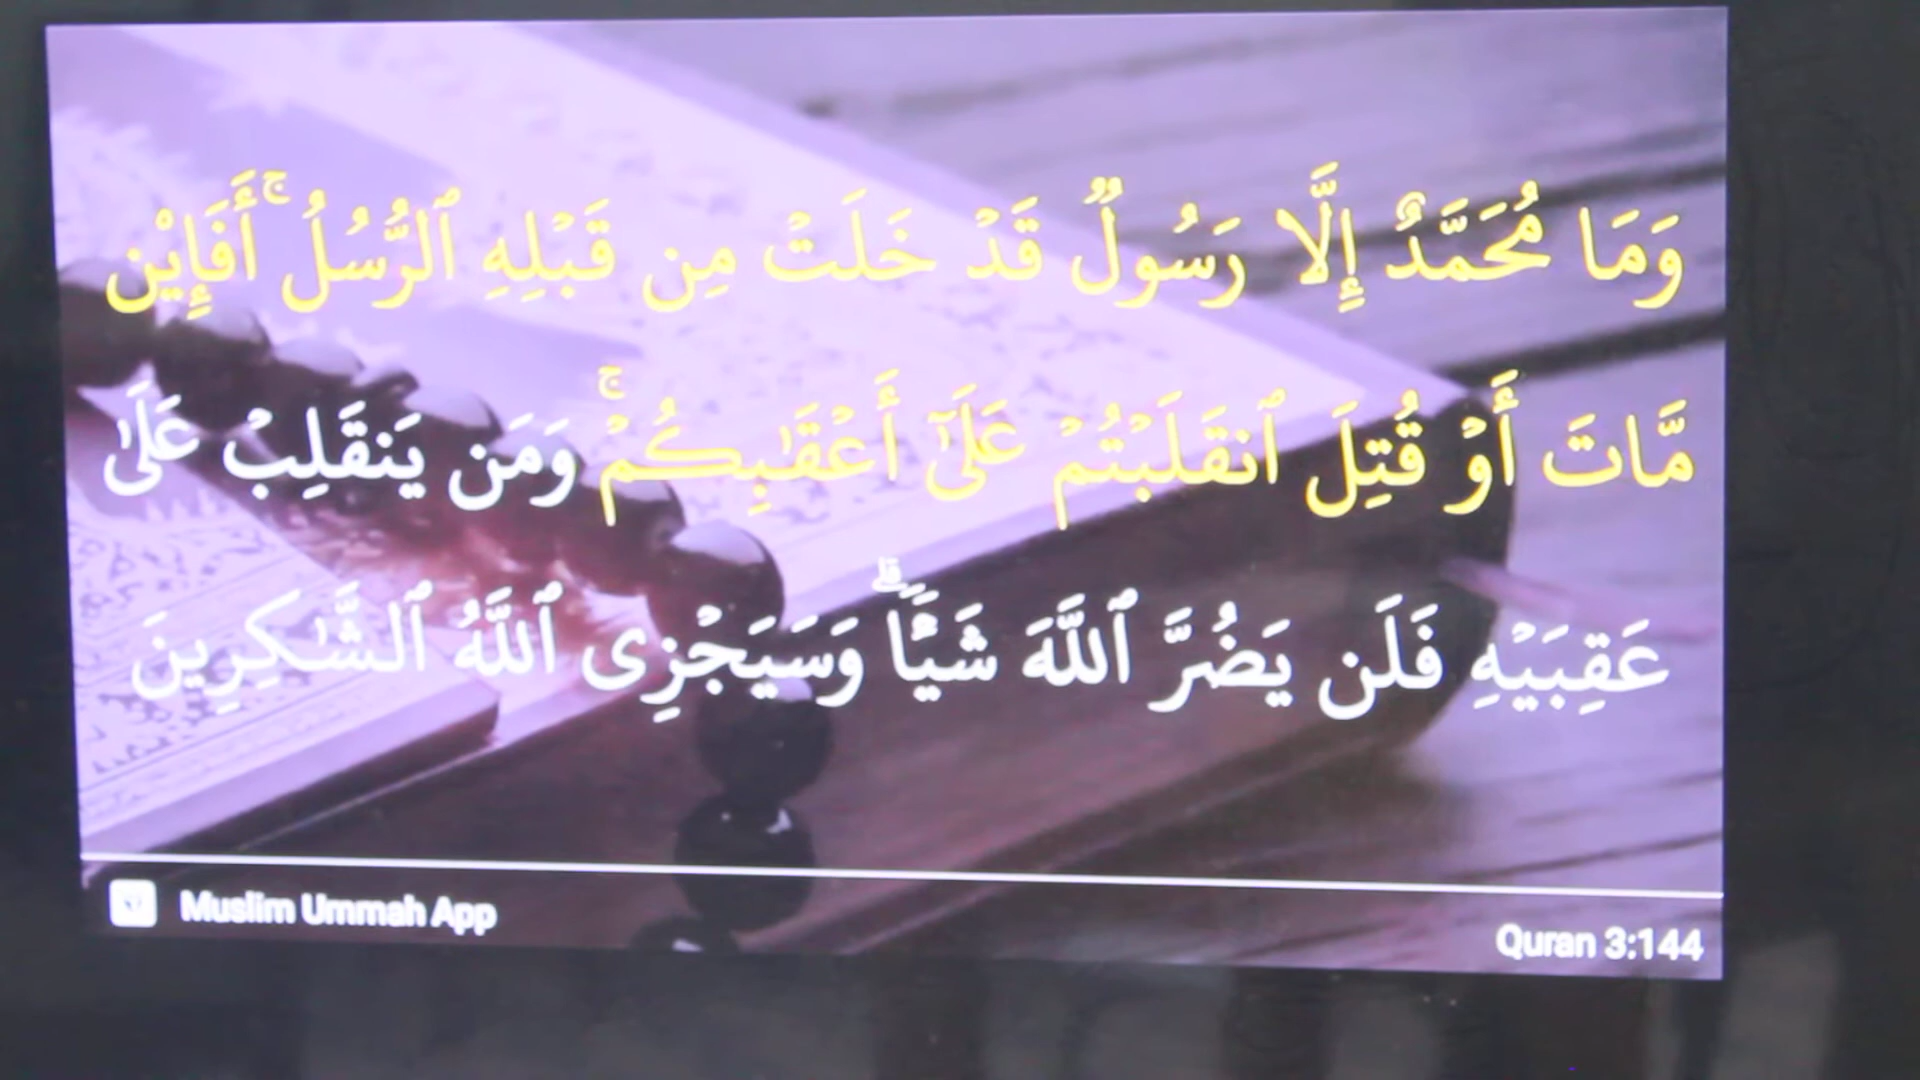 وَمَا مُحَمَّدٌ إِلَّا رَسُولٌ قَدْ خَلَتْ مِن قَبْلِهِ ٱلرُّسُلُ ۚ أَفَإِي۟ن
مَّاتَ أَوْ قُتِلَ ٱنقَلَبْتُمْ عَلَىٰٓ أَعْقَـٰبِكُمْ ۚ وَمَن يَنقَلِبْ عَلَىٰ
عَقِبَيْهِ فَلَن يَضُرَّ ٱللَّهَ شَيْـًٔا ۗ وَسَيَجْزِى ٱللَّهُ ٱلشَّـٰكِرِينَ
Muslim Ummah App
Quran 3:144